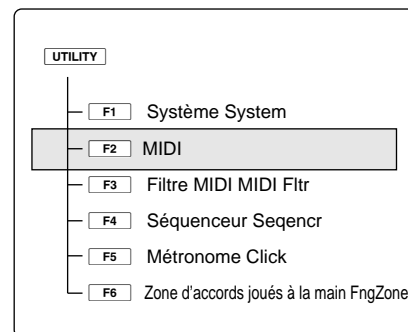 UTILITY
F1 Système System
F2 MIDI
F3 Filtre MIDI MIDI Fltr
F4 Séquenceur Seqencr
F5 Métronome Click
F6 Zone d'accords joués à la main FngZone